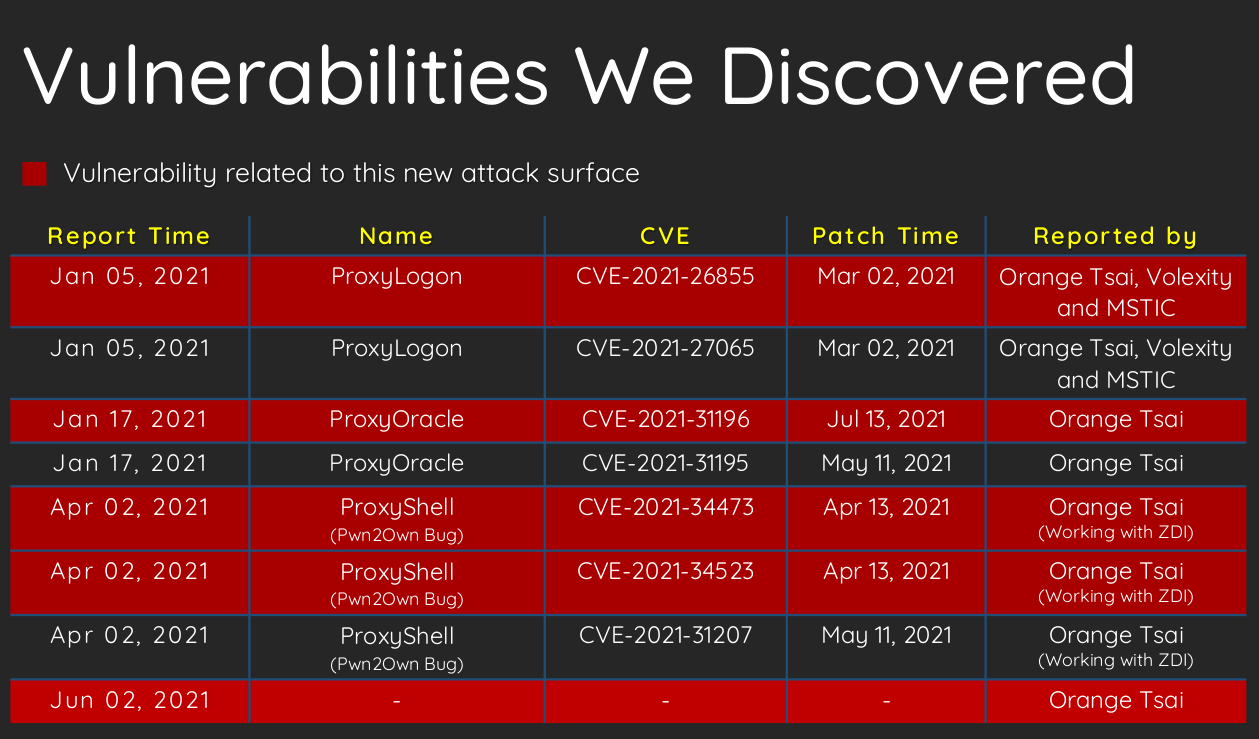 Vulnerabilities We Discovered
Vulnerability related to this new attack surface
Report Time Name CVE Patch Time Reported by
Jan 05, 2021 ProxyLogon CVE-2021-26855 Mar 02, 2021 Orange Tsai, Volexity
and MSTIC
Jan 05, 2021 ProxyLogon CVE-2021-27065 Mar 02, 2021 Orange Tsai, Volexity
and MSTIC
Jan 17, 2021 ProxyOracle CVE-2021-31196 Jul 13, 2021 Orange Tsai
Jan 17, 2021 ProxyOracle CVE-2021-31195 May 11, 2021 Orange Tsai
Apr 02, 2021 ProxyShell CVE-2021-34473 Apr 13, 2021 Orange Tsai
(Pwn2Own Bug) (Working with ZDI)
Apr 02, 2021 ProxyShell CVE-2021-34523 Apr 13, 2021 Orange Tsai
(Pwn2Own Bug) (Working with ZDI)
Apr 02, 2021 ProxyShell CVE-2021-31207 May 11, 2021 Orange Tsai
(Pwn2Own Bug) (Working with ZDI)
Jun 02, 2021 - - - Orange Tsai